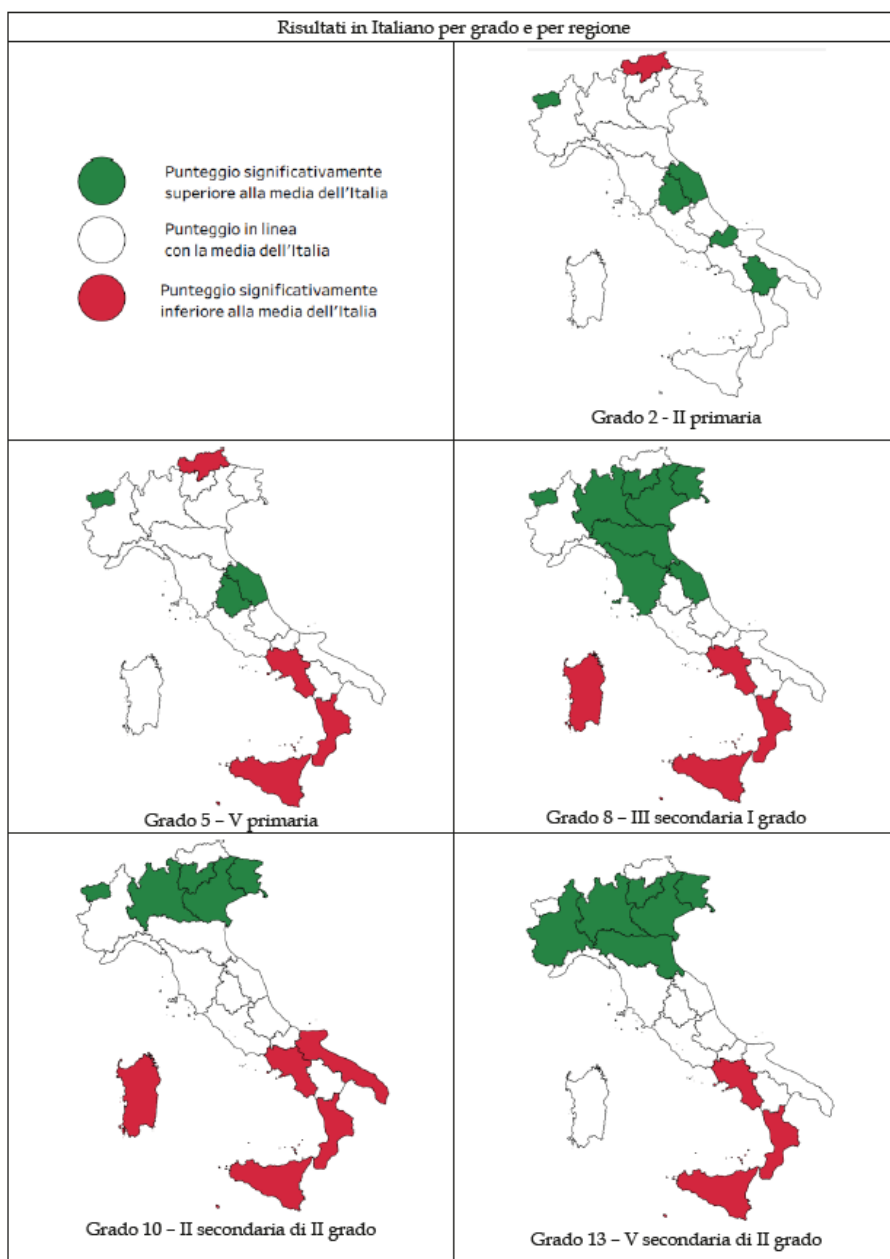 Risultati in Italiano per grado e per regione
Punteggio significativamente
superiore alla media dell'Italia
Punteggio in linea
con la media dell'Italia
Punteggio significativamente
inferiore alla media dell'Italia
Grado 2 - II primaria
Grado 5 – V primaria
Grado 8 – III secondaria I grado
Grado 10 – II secondaria di II grado
Grado 13 – V secondaria di II grado